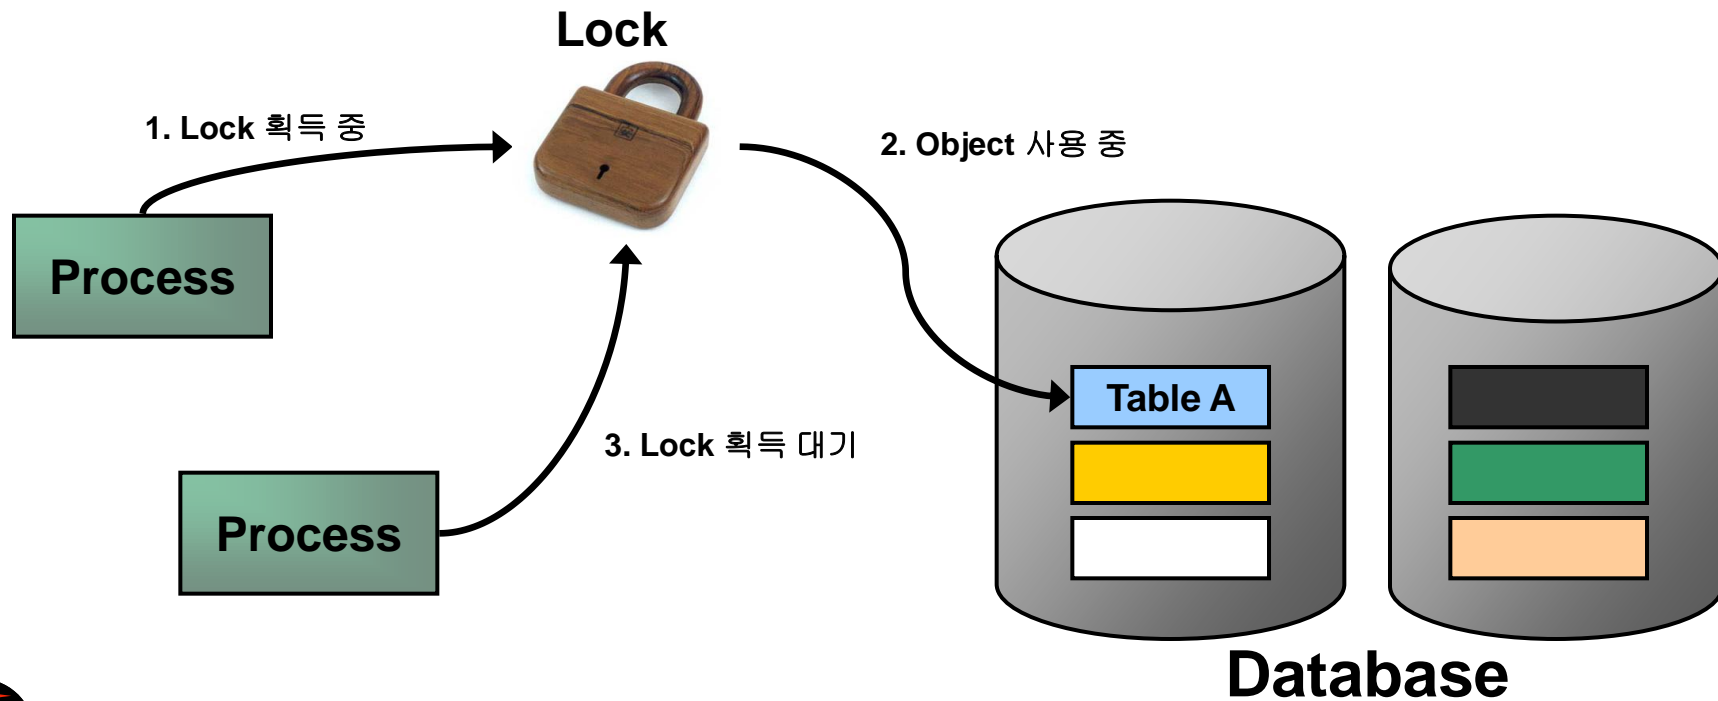 Lock
1. Lock 획득 중
2. Object 사용 중
Process
Table A
3. Lock 획득 대기
Process
Database